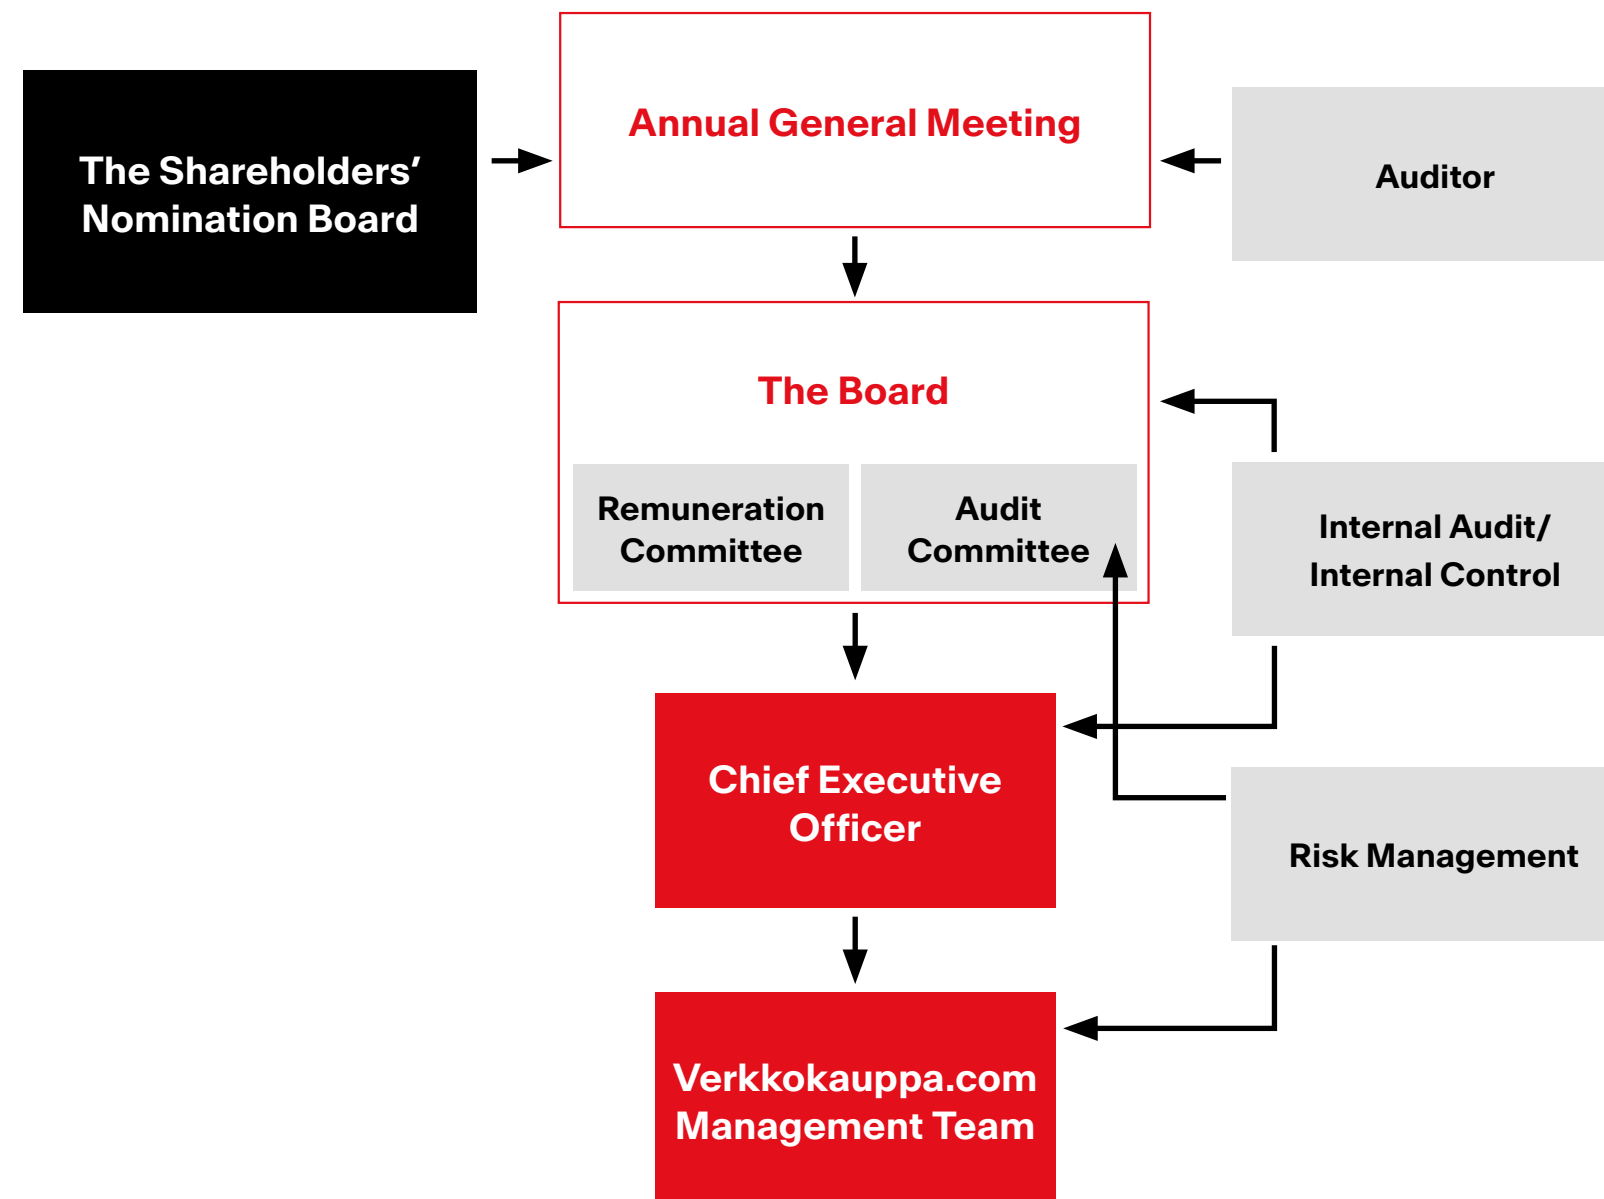 Annual General Meeting
The Shareholders’
Nomination Board
Auditor
The Board
Remuneration
Committee
Audit
Committee
Internal Audit/
Internal Control
Chief Executive
Officer
Risk Management
Verkkokauppa.com
Management Team